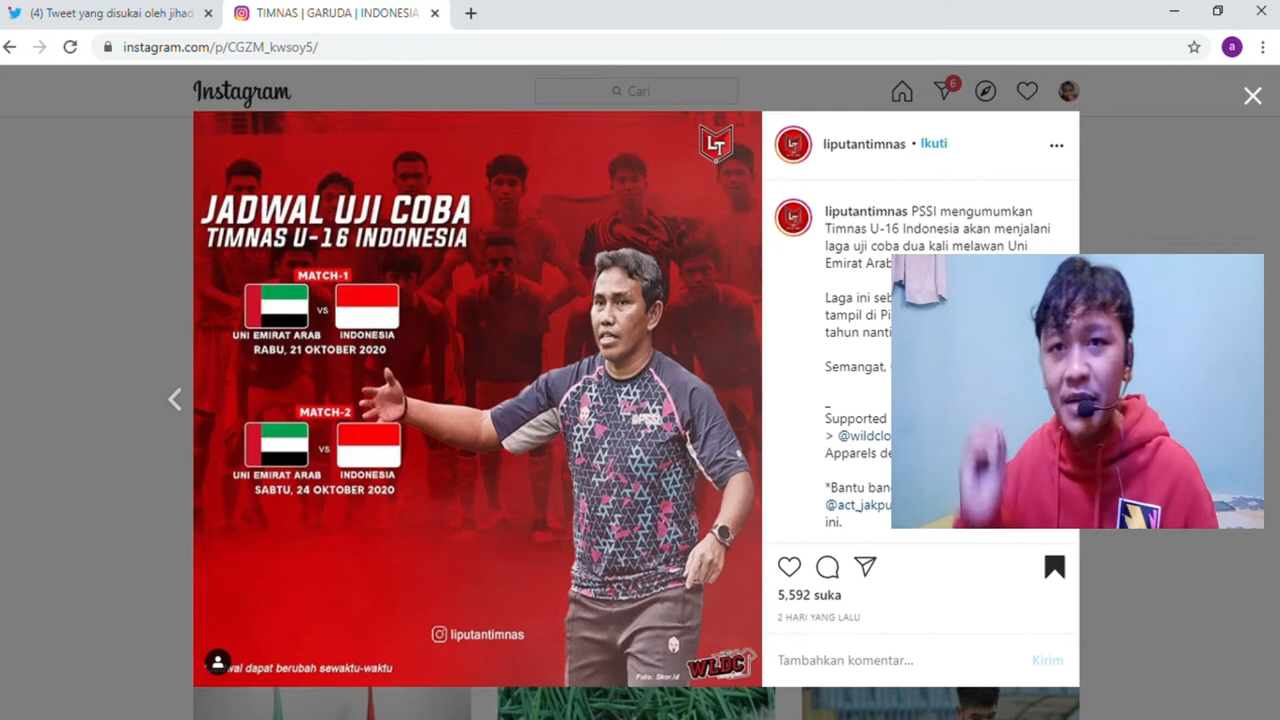 (4) Tweet yang disukai oleh jihad
TIMNAS | GARUDA | INDONESIA
instagram.com/p/CGZM_kwsoy5/
a
Instagram
Cari
6
LT
JADWAL UJI COBA
TIMNAS U-16 INDONESIA
MATCH-1
VS
UNI EMIRAT ARAB
INDONESIA
RABU, 21 OKTOBER 2020
MATCH-2
VS
UNI EMIRAT ARAB
INDONESIA
SABTU, 24 OKTOBER 2020
liputantimnas
wal dapat berubah sewaktu-waktu
Foto: Skor.id
WLDC
LT
liputantimnas • Ikuti
LT
liputantimnas PSSI mengumumkan
Timnas U-16 Indonesia akan menjalani
laga uji coba dua kali melawan Uni
Emirat Arab
Laga ini seb
tampil di Pi
tahun nanti
Semangat,
_
Supported
> @wildclo
Apparels de
*Bantu ban
@act_jakpu
ini.
5,592 suka
2 HARI YANG LALU
Tambahkan komentar...
Kirim